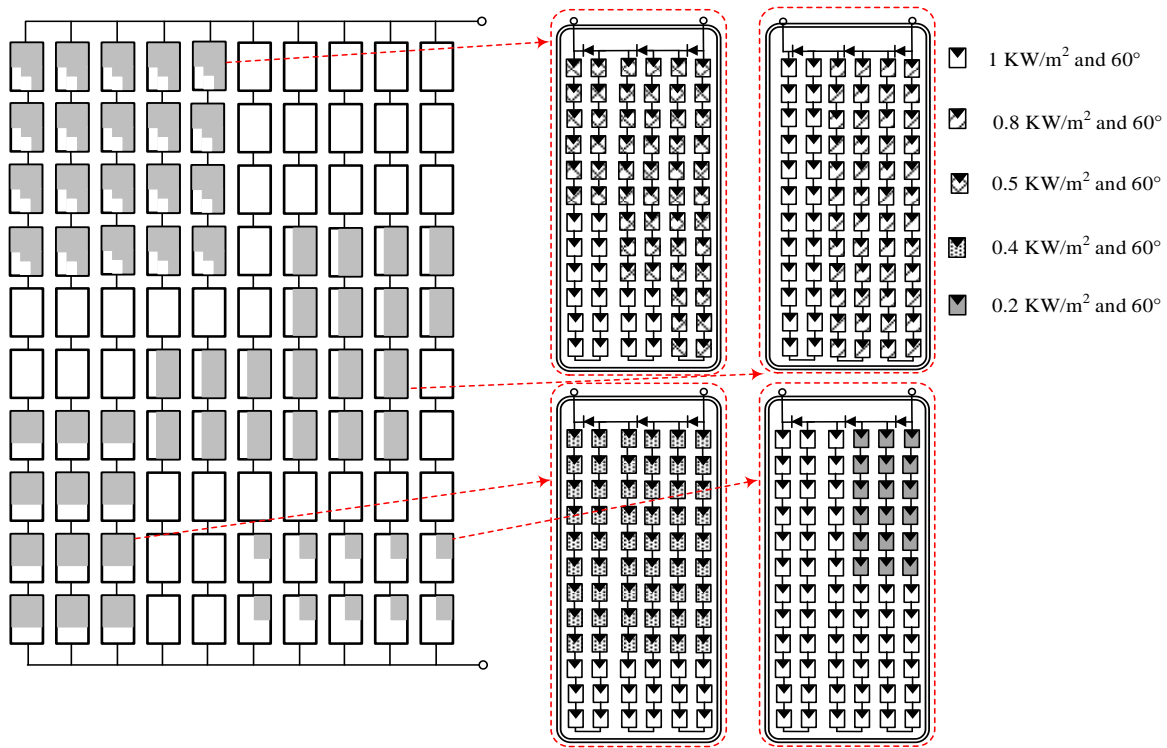 1 KW/m² and 60°
0.8 KW/m² and 60°
0.5 KW/m² and 60°
0.4 KW/m² and 60°
0.2 KW/m² and 60°